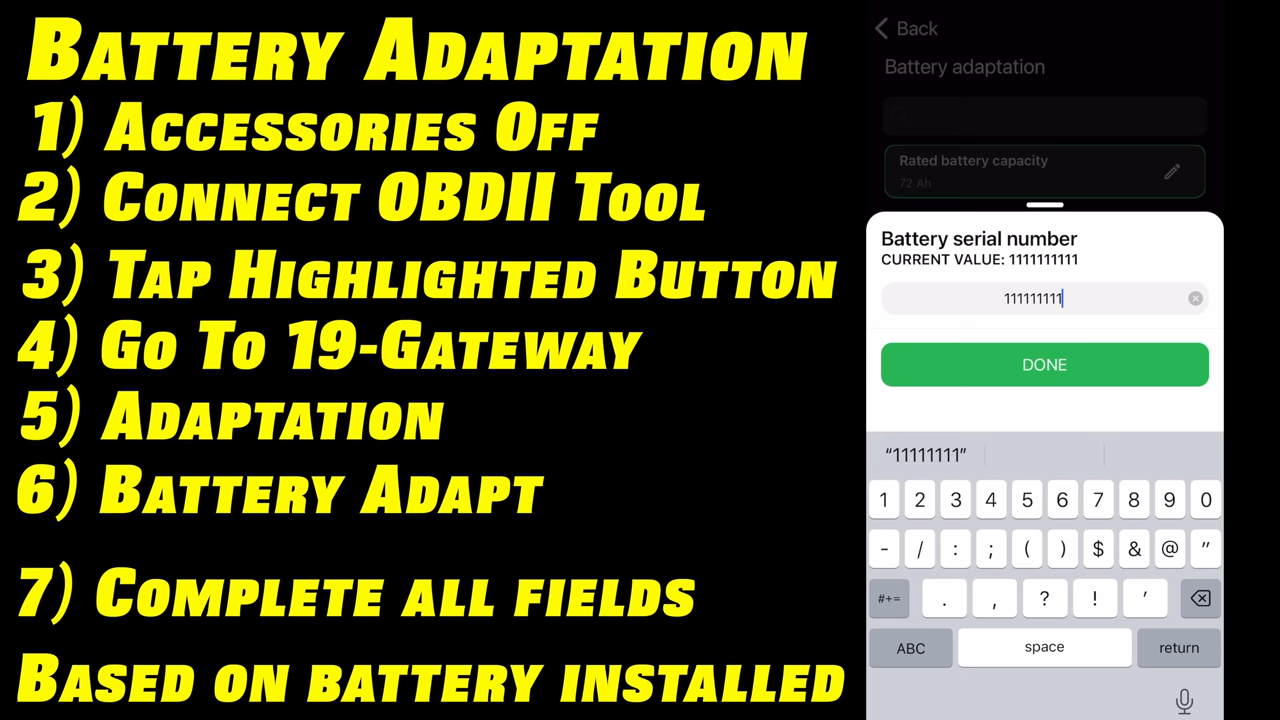 BATTERY ADAPTATION
1) ACCESSORIES OFF
2) CONNECT OBDII TOOL
3) TAP HIGHLIGHTED BUTTON
4) GO TO 19-GATEWAY
5) ADAPTATION
6) BATTERY ADAPT
7) COMPLETE ALL FIELDS
BASED ON BATTERY INSTALLED
Back
Battery adaptation
Rated battery capacity
72 Ah
Battery serial number
CURRENT VALUE: 1111111111
111111111
DONE
“11111111”
1 2 3 4 5 6 7 8 9 0
- / : ; ( ) $ & @ "
#+= . , ? ! '
ABC space return